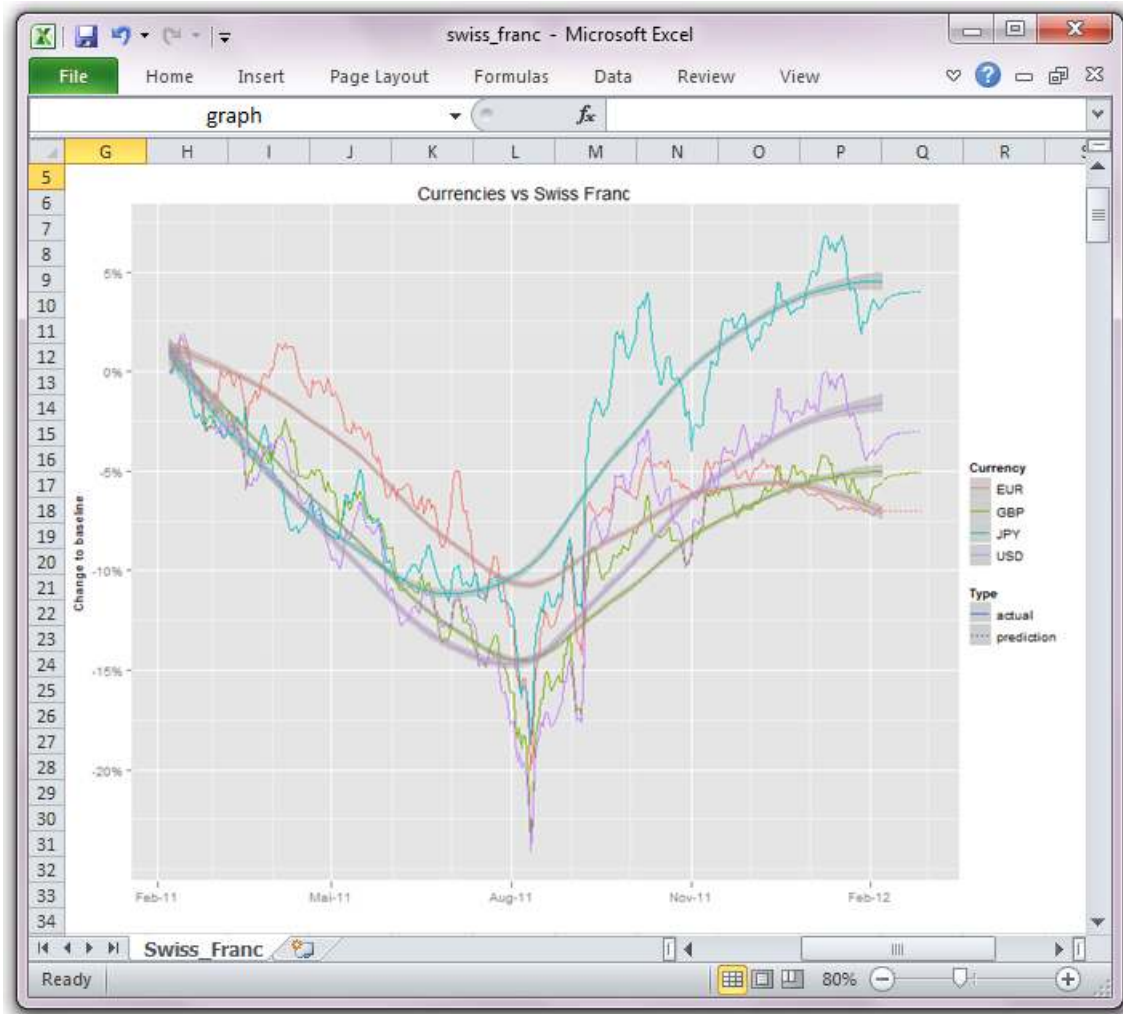 swiss_franc - Microsoft Excel
File Home Insert Page Layout Formulas Data Review View
graph fx
G H I J K L M N O P Q R S
5
6
7
8
9
10
11
12
13
14
15
16
17
18
19
20
21
22
23
24
25
26
27
28
29
30
31
32
33
34
Currencies vs Swiss Franc
Change to baseline
5%
0%
-5%
-10%
-15%
-20%
Feb-11 Mai-11 Aug-11 Nov-11 Feb-12
Currency
EUR
GBP
JPY
USD
Type
actual
prediction
Swiss_Franc
Ready 80%